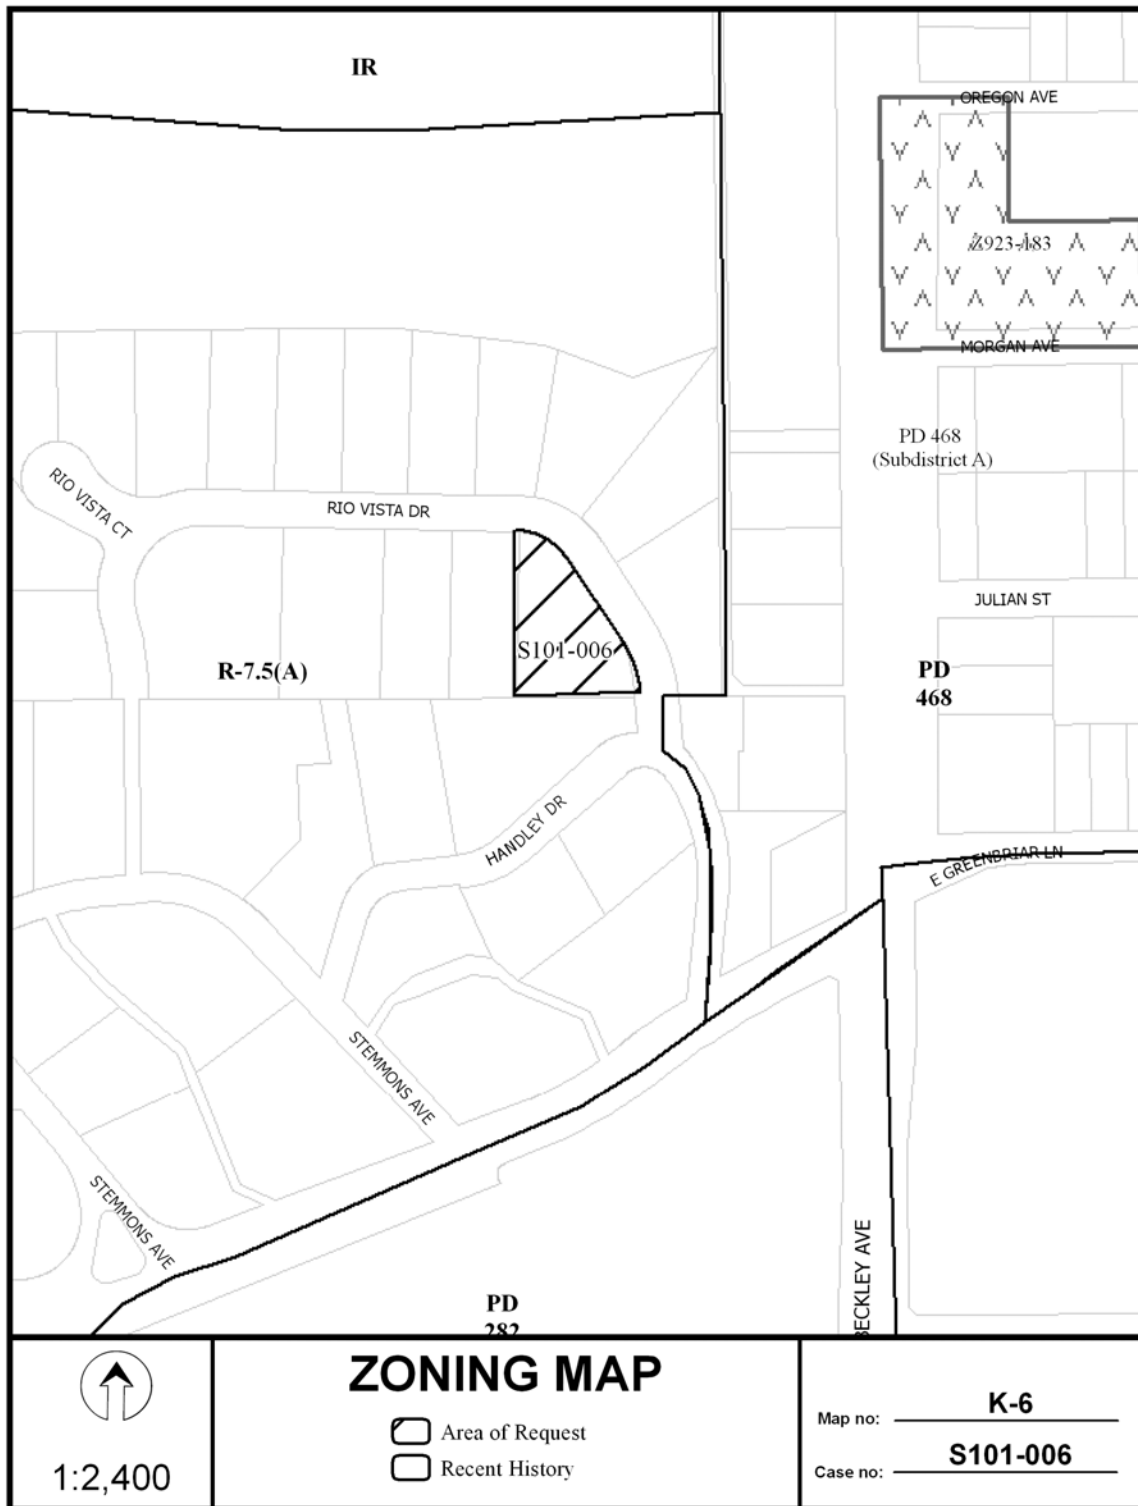 IR
OREGON AVE
Z923-183
MORGAN AVE
PD 468
(Subdistrict A)
RIO VISTA CT
RIO VISTA DR
JULIAN ST
S101-006
R-7.5(A)
PD
468
HANDLEY DR
E GREENBRIAR LN
STEMMONS AVE
STEMMONS AVE
BECKLEY AVE
PD
282
ZONING MAP
Area of Request
Recent History
1:2,400
Map no: K-6
Case no: S101-006